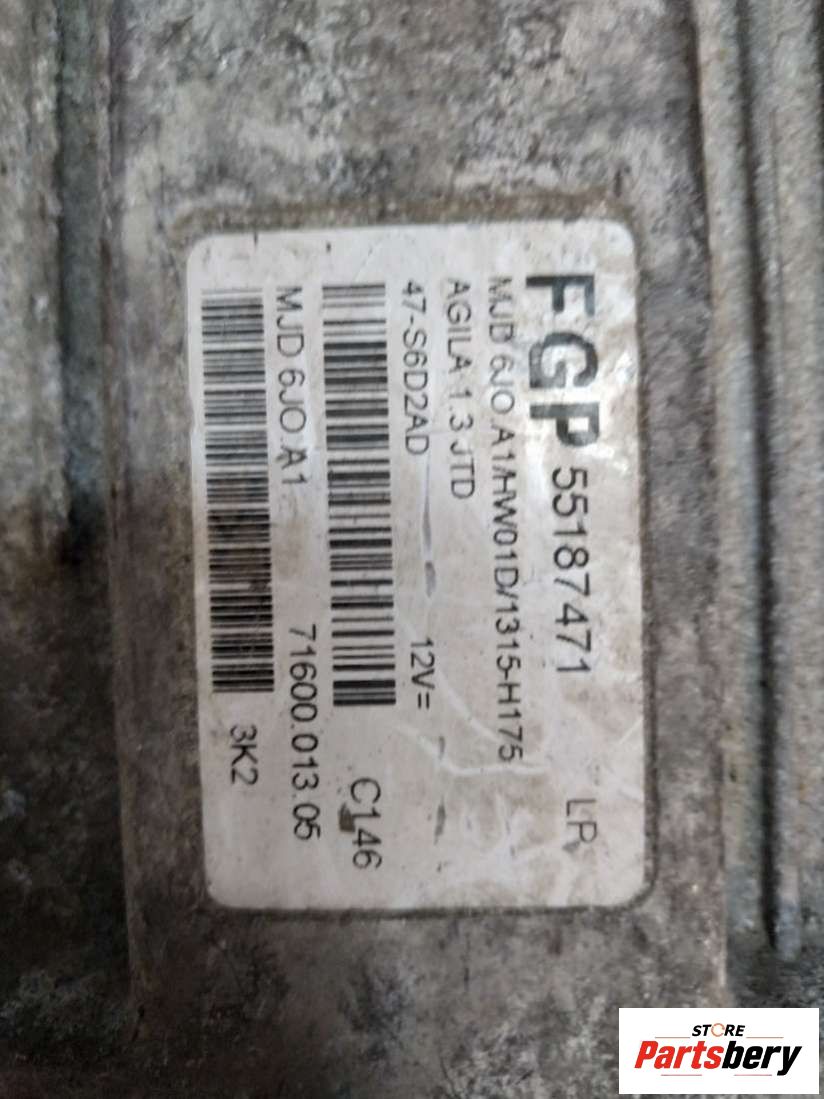 FGP 55187471 LP
MJD 6JO.A1/HW01D/1315-H175
AGILA 1.3 JTD
47-S6D2AD 12V=
C146
MJD 6JO.A1 71600.013.05
3K2
STORE
Partsbery